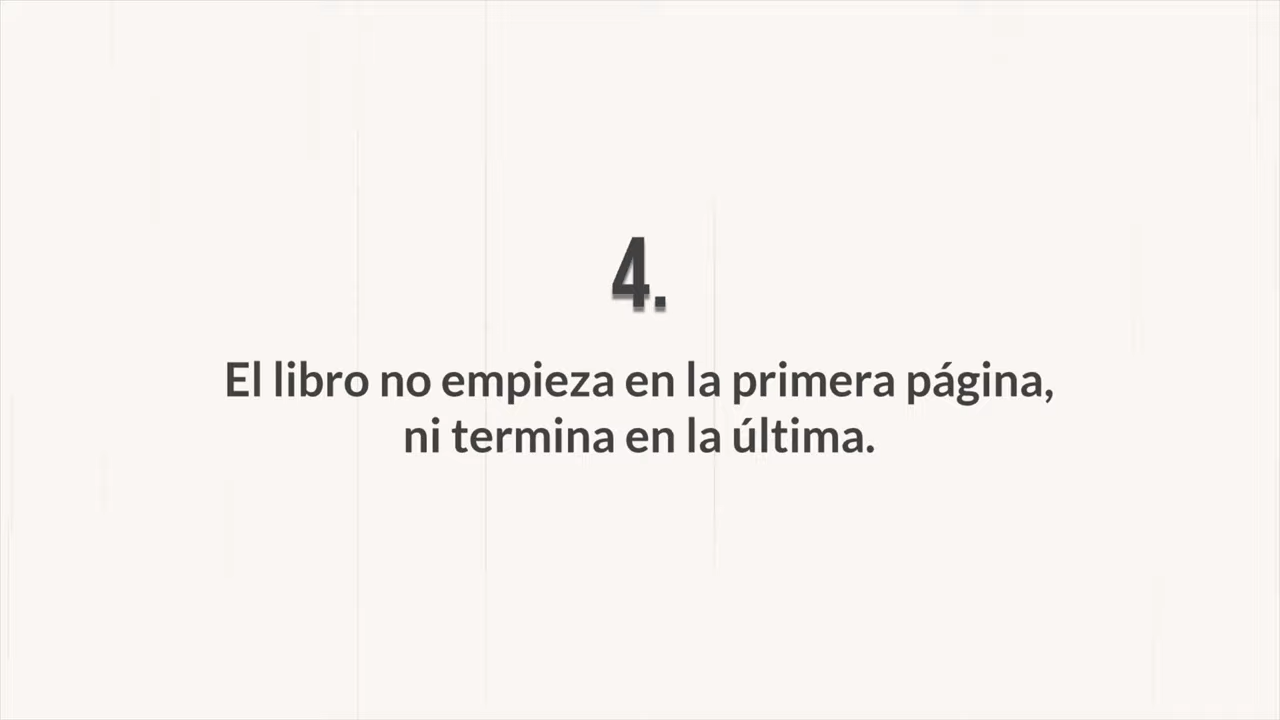 4.
El libro no empieza en la primera página,
ni termina en la última.